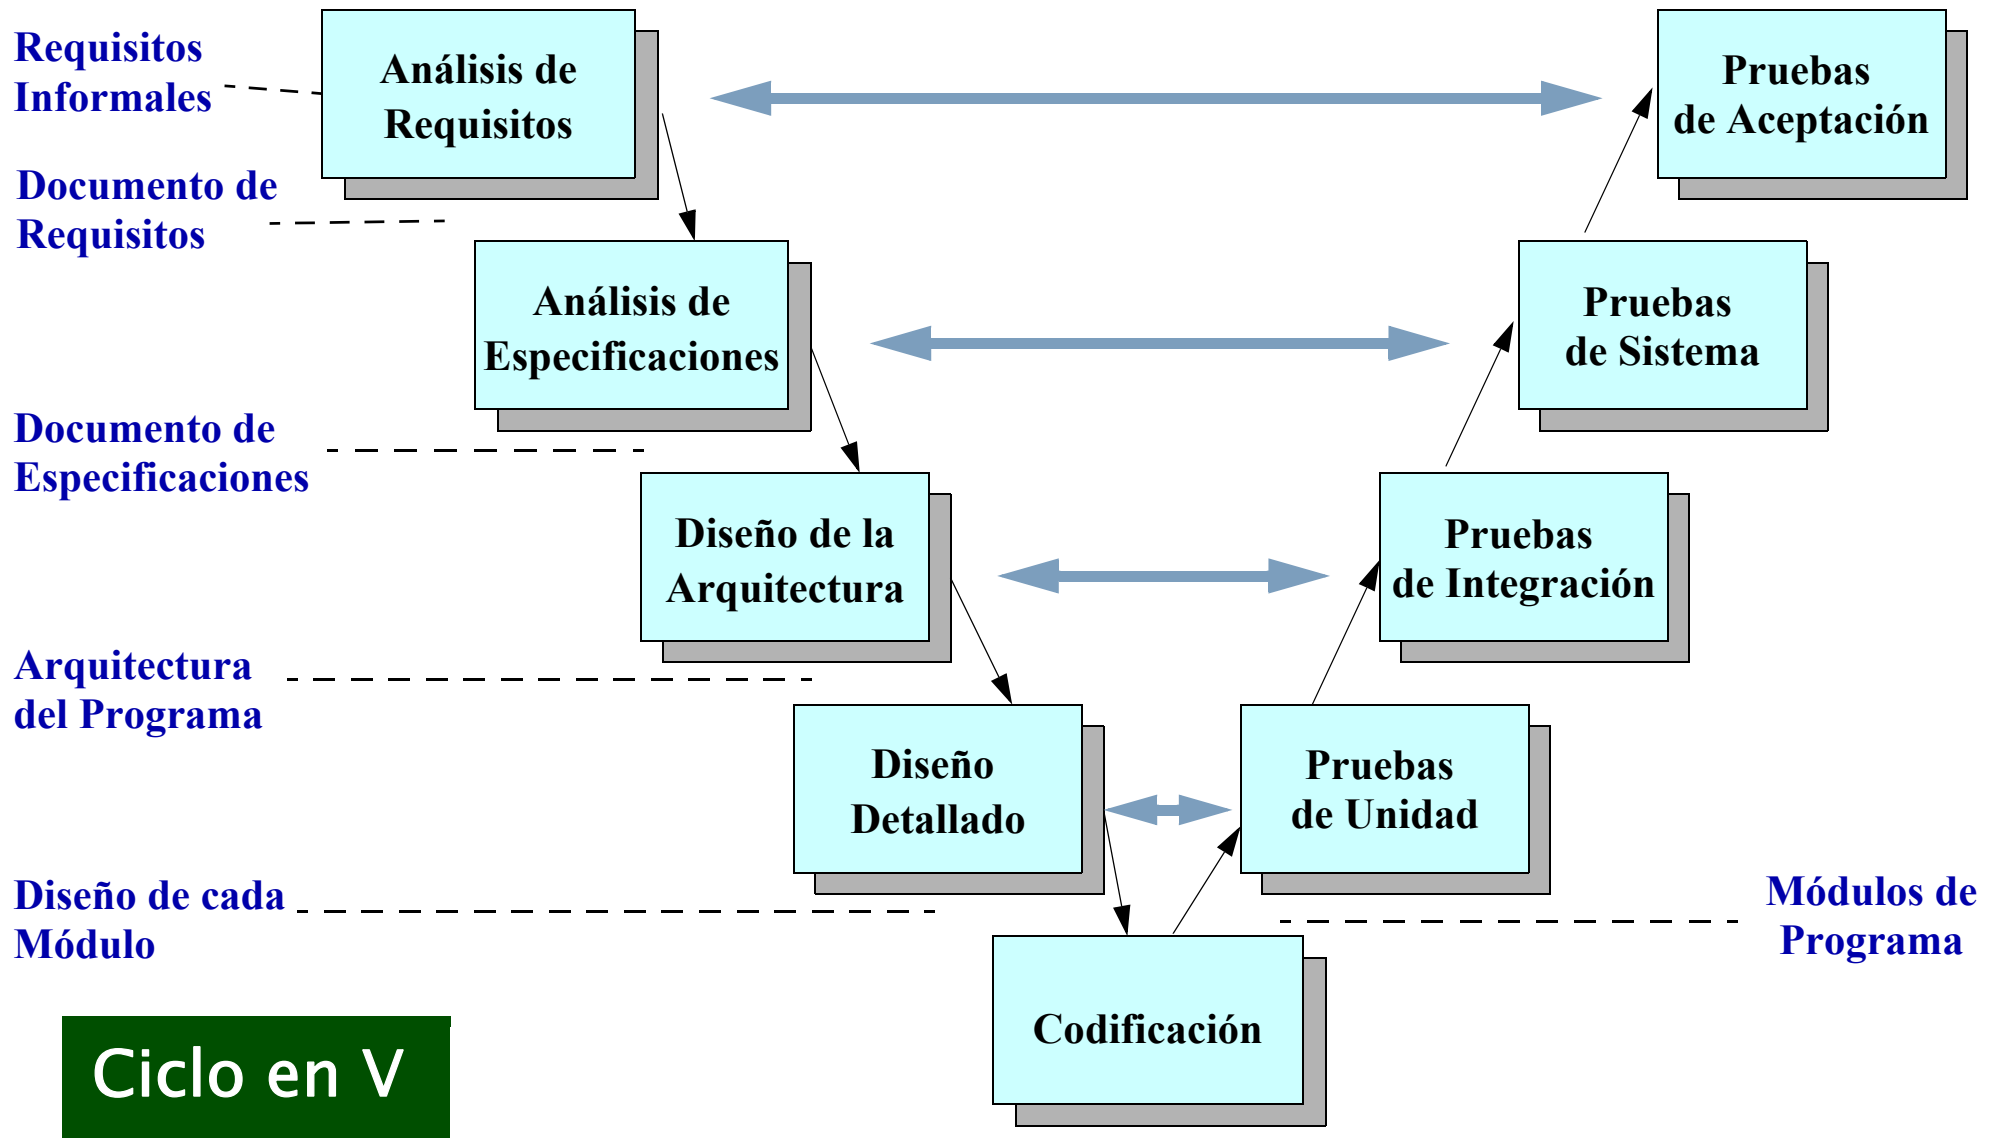 Requisitos
Informales
Análisis de
Requisitos
Pruebas
de Aceptación
Documento de
Requisitos
Análisis de
Especificaciones
Pruebas
de Sistema
Documento de
Especificaciones
Diseño de la
Arquitectura
Pruebas
de Integración
Arquitectura
del Programa
Diseño
Detallado
Pruebas
de Unidad
Diseño de cada
Módulo
Módulos de
Programa
Codificación
Ciclo en V